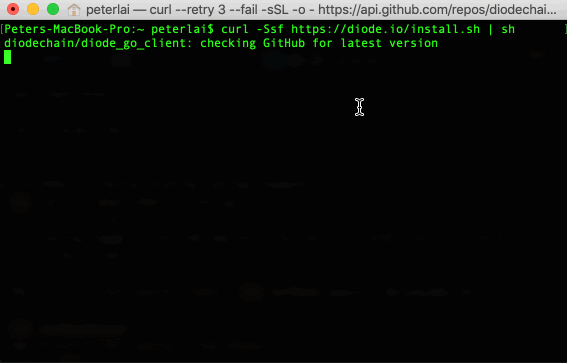 peterlai — curl --retry 3 --fail -sSL -o - https://api.github.com/repos/diodechai...
[Peters-MacBook-Pro:~ peterlai$ curl -Ssf https://diode.io/install.sh | sh ]
diodechain/diode_go_client: checking GitHub for latest version